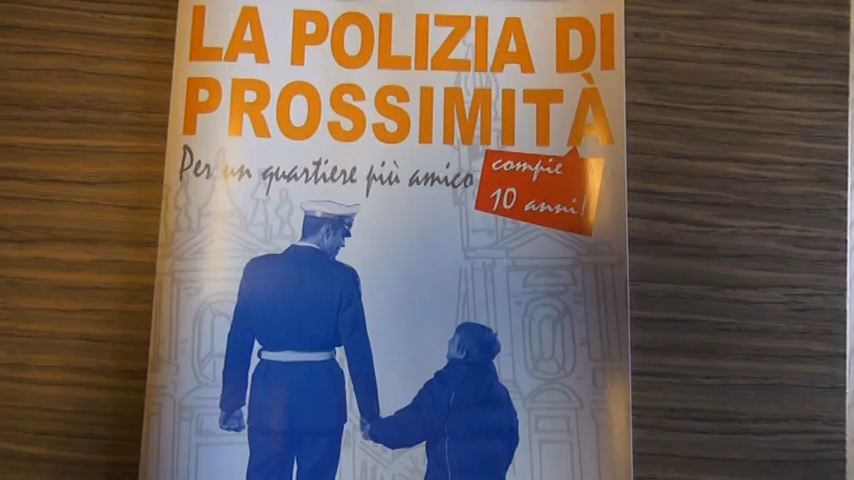 LA POLIZIA DI
PROSSIMITÀ
Per un quartiere più amico
compie
10 anni!